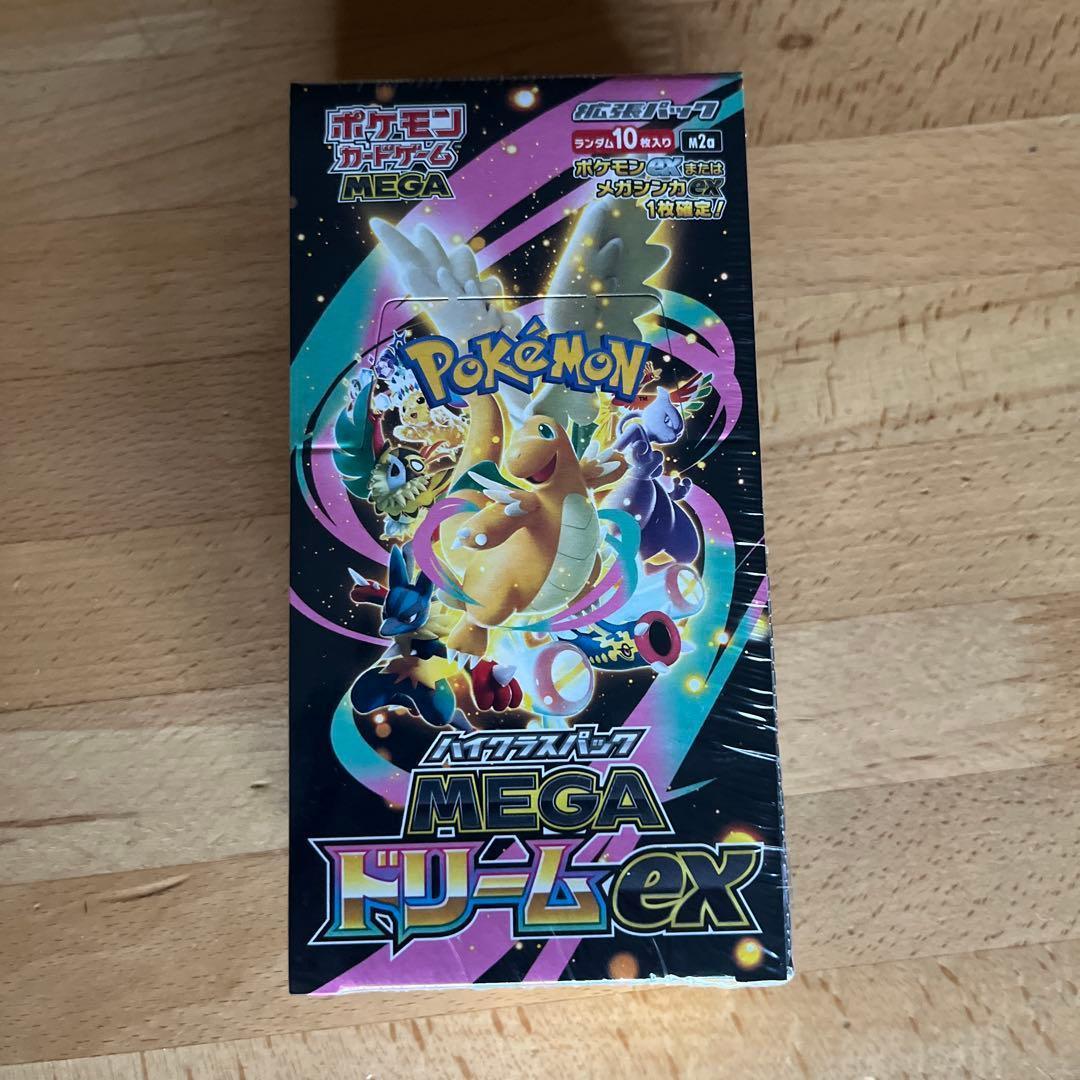 ポケモン
カードゲーム
MEGA
拡張パック
ランダム10枚入り M2a
ポケモンexまたは
メガシンカex
1枚確定!
POKéMON
TM
ハイクラスパック
MEGA
ドリームex